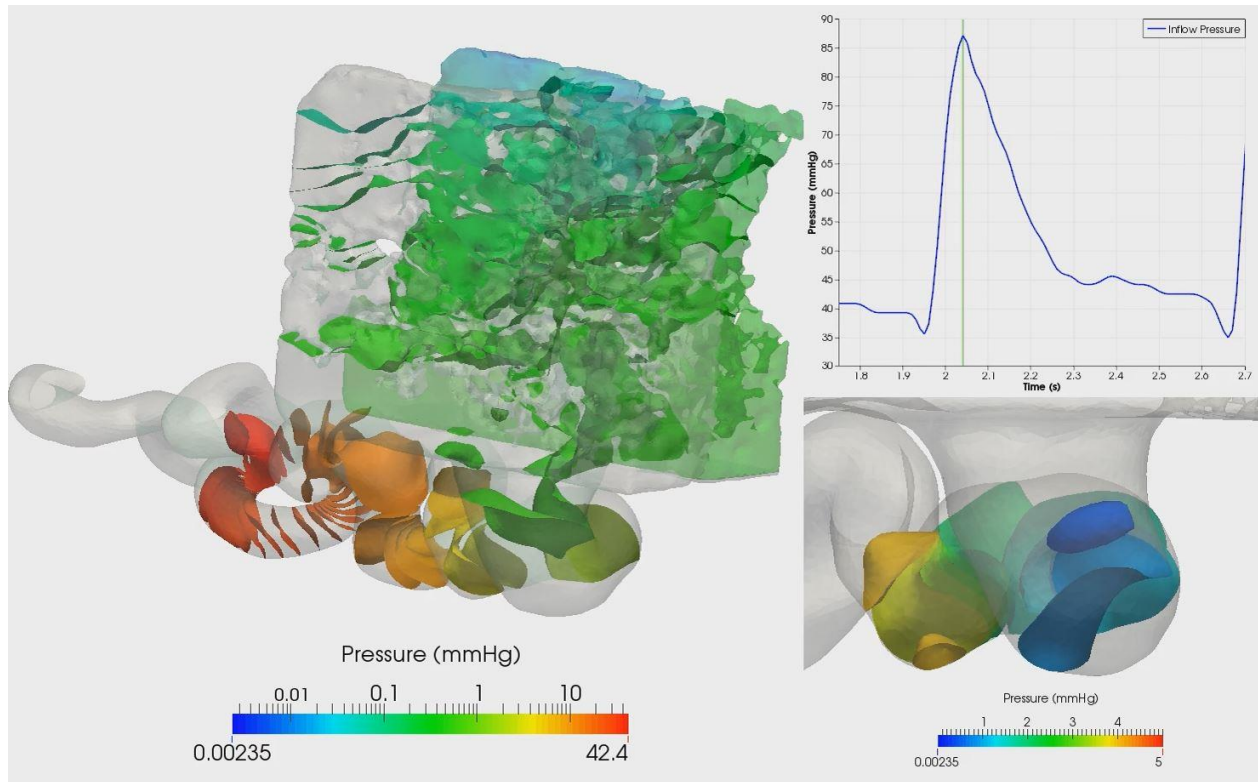 90
85
80
75
70
65
60
55
50
45
40
35
30
Pressure (mmHg)
Inflow Pressure
1.8 1.9 2 2.1 2.2 2.3 2.4 2.5 2.6 2.7
Time (s)
Pressure (mmHg)
0.01 0.1 1 10
0.00235 42.4
Pressure (mmHg)
1 2 3 4
0.00235 5